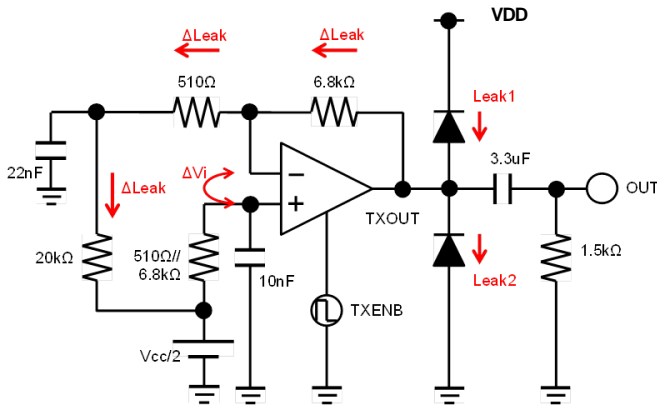 VDD
ΔLeak
ΔLeak
510Ω
6.8kΩ
Leak1
22nF
ΔLeak
ΔVi
−
+
3.3uF
OUT
TXOUT
20kΩ
510Ω//
6.8kΩ
10nF
TXENB
Leak2
1.5kΩ
Vcc/2